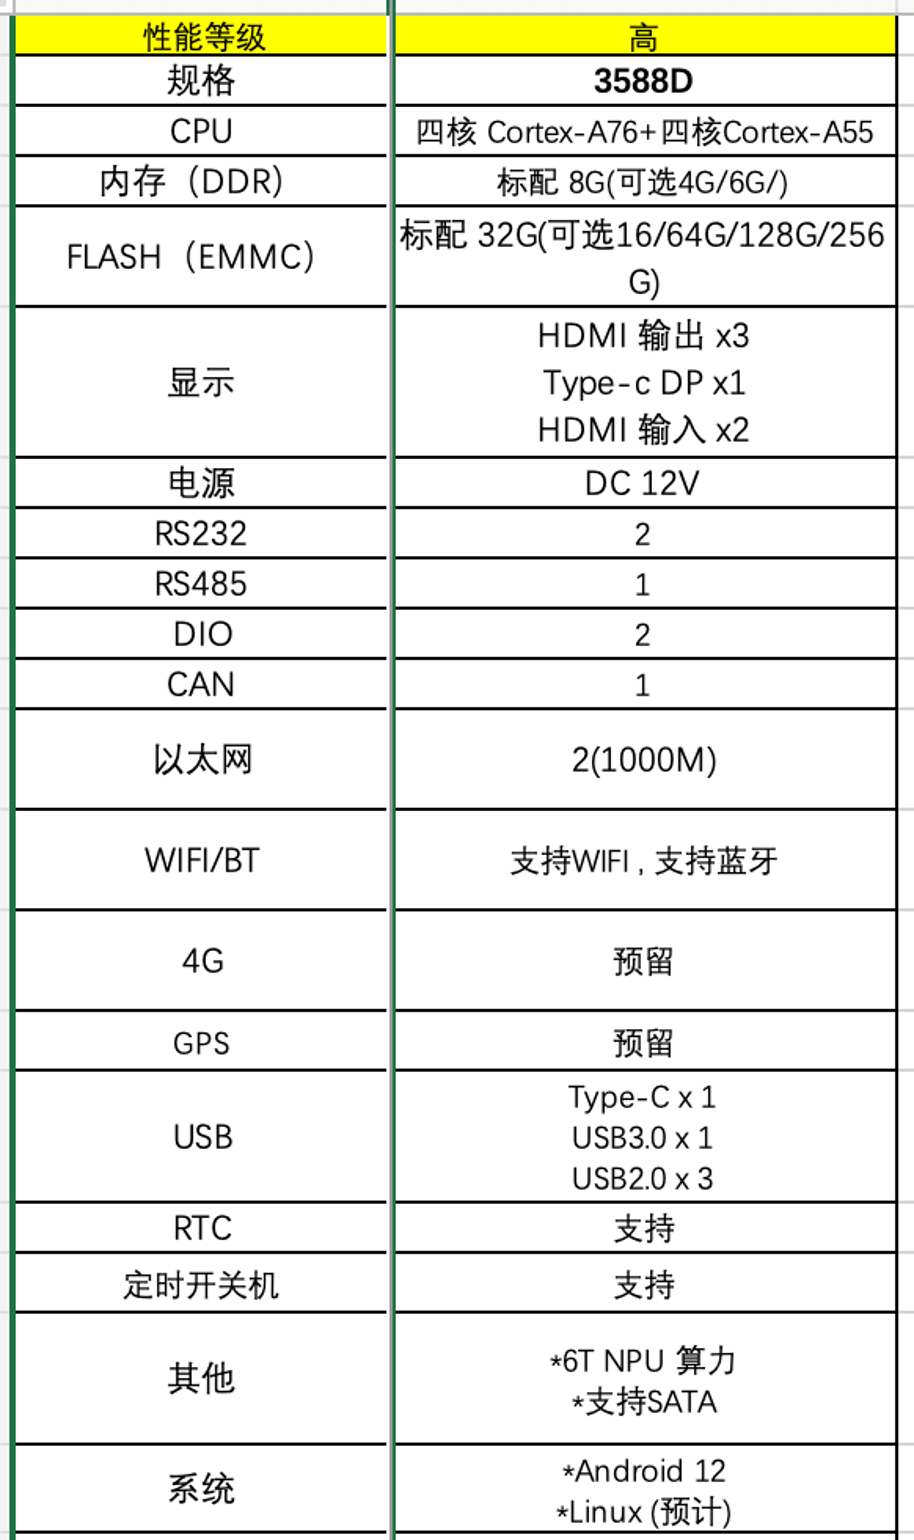 性能等级 高
规格 3588D
CPU 四核 Cortex-A76+四核Cortex-A55
内存（DDR） 标配 8G(可选4G/6G/)
FLASH（EMMC） 标配 32G(可选16/64G/128G/256
G)
显示 HDMI 输出 x3
Type-c DP x1
HDMI 输入 x2
电源 DC 12V
RS232 2
RS485 1
DIO 2
CAN 1
以太网 2(1000M)
WIFI/BT 支持WIFI , 支持蓝牙
4G 预留
GPS 预留
USB Type-C x 1
USB3.0 x 1
USB2.0 x 3
RTC 支持
定时开关机 支持
其他 *6T NPU 算力
*支持SATA
系统 *Android 12
*Linux (预计)